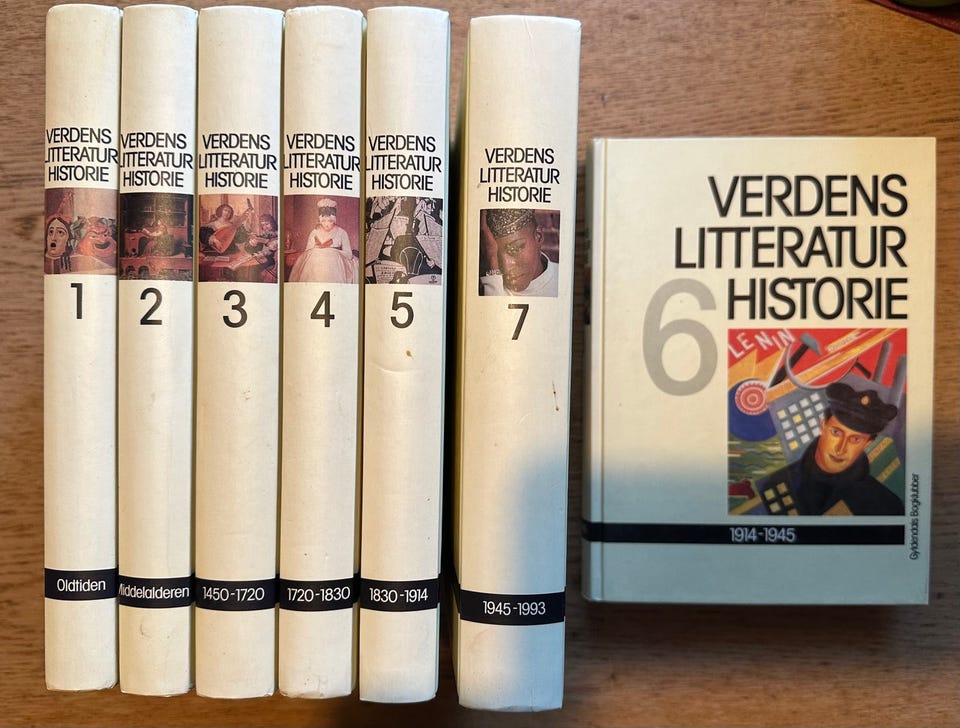 VERDENS
LITTERATUR
HISTORIE
1
Oldtiden
VERDENS
LITTERATUR
HISTORIE
2
Middelalderen
VERDENS
LITTERATUR
HISTORIE
3
1450-1720
VERDENS
LITTERATUR
HISTORIE
4
1720-1830
VERDENS
LITTERATUR
HISTORIE
5
1830-1914
VERDENS
LITTERATUR
HISTORIE
7
1945-1993
VERDENS
LITTERATUR
6 HISTORIE
LENIN
1914-1945
Gyldendals Bogklubber